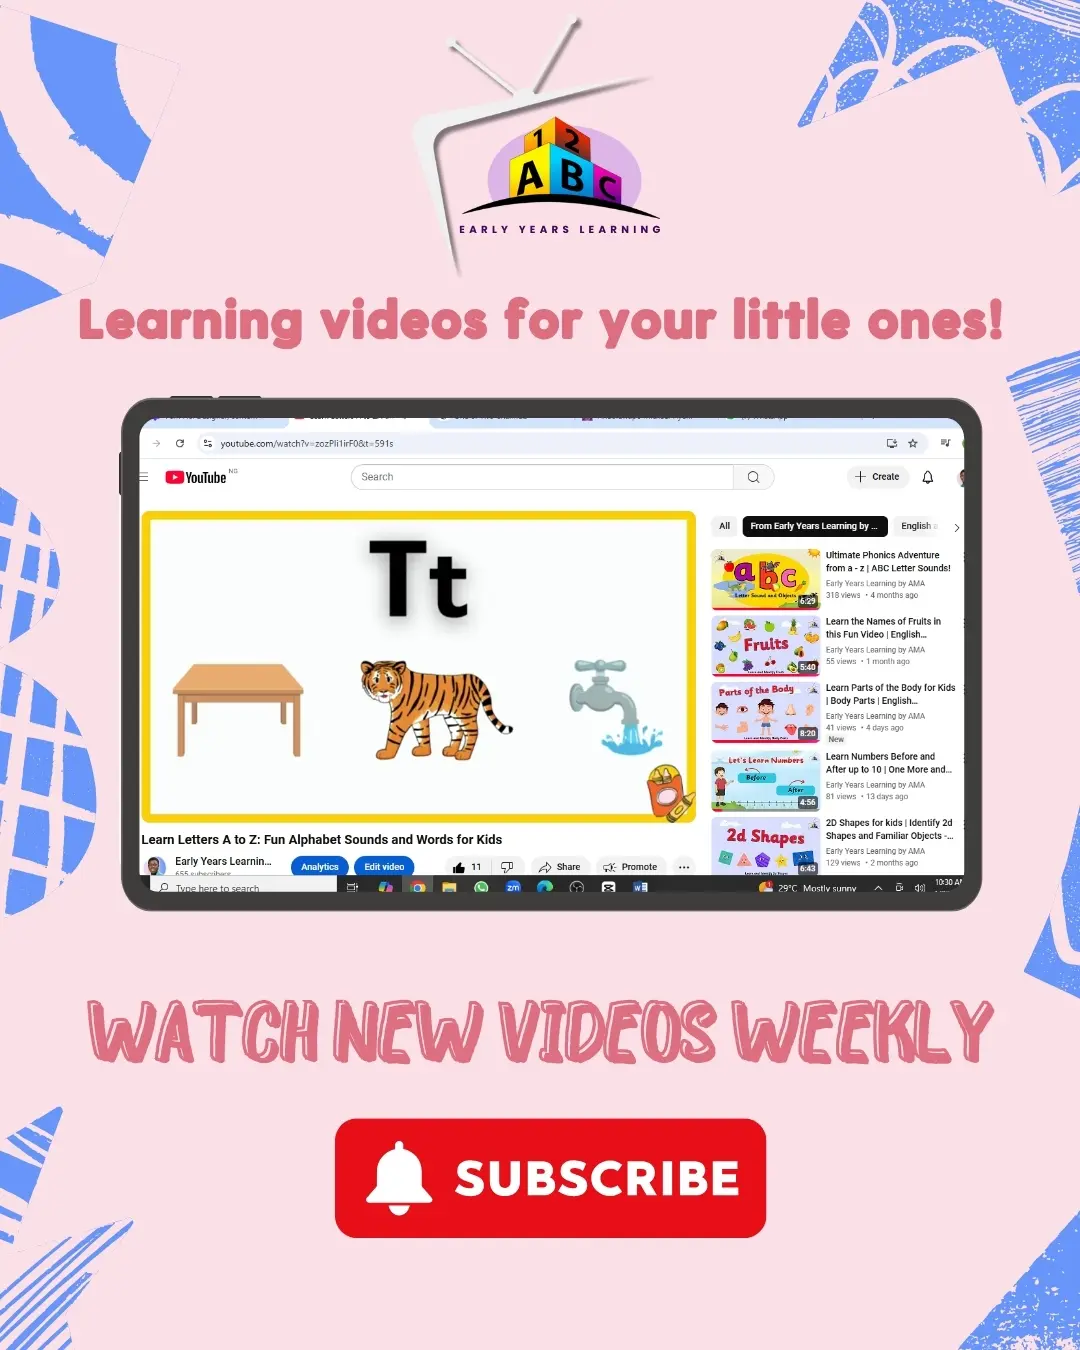 1 2
A B C
EARLY YEARS LEARNING
Learning videos for your little ones!
youtube.com/watch?v=zozPli1irF0&t=591s
YouTube NG
Search
Create
Tt
All
From Early Years Learning by ...
English
Ultimate Phonics Adventure
from a - z | ABC Letter Sounds!
Early Years Learning by AMA
318 views • 4 months ago
abc
Letter Sound and Objects
6:29
Learn the Names of Fruits in
this Fun Video | English...
Early Years Learning by AMA
55 views • 1 month ago
Fruits
5:40
Learn Parts of the Body for Kids
| Body Parts | English...
Early Years Learning by AMA
41 views • 4 days ago
New
Parts of the Body
8:20
Learn Numbers Before and
After up to 10 | One More and...
Early Years Learning by AMA
81 views • 13 days ago
Let's Learn Numbers
Before
After
4:56
2D Shapes for kids | Identify 2d
Shapes and Familiar Objects -...
Early Years Learning by AMA
129 views • 2 months ago
2d Shapes
6:43
Learn Letters A to Z: Fun Alphabet Sounds and Words for Kids
Early Years Learnin...
655 subscribers
Analytics
Edit video
11
Share
Promote
Type here to search
zm
29°C Mostly sunny
10:30 AM
WATCH NEW VIDEOS WEEKLY
SUBSCRIBE